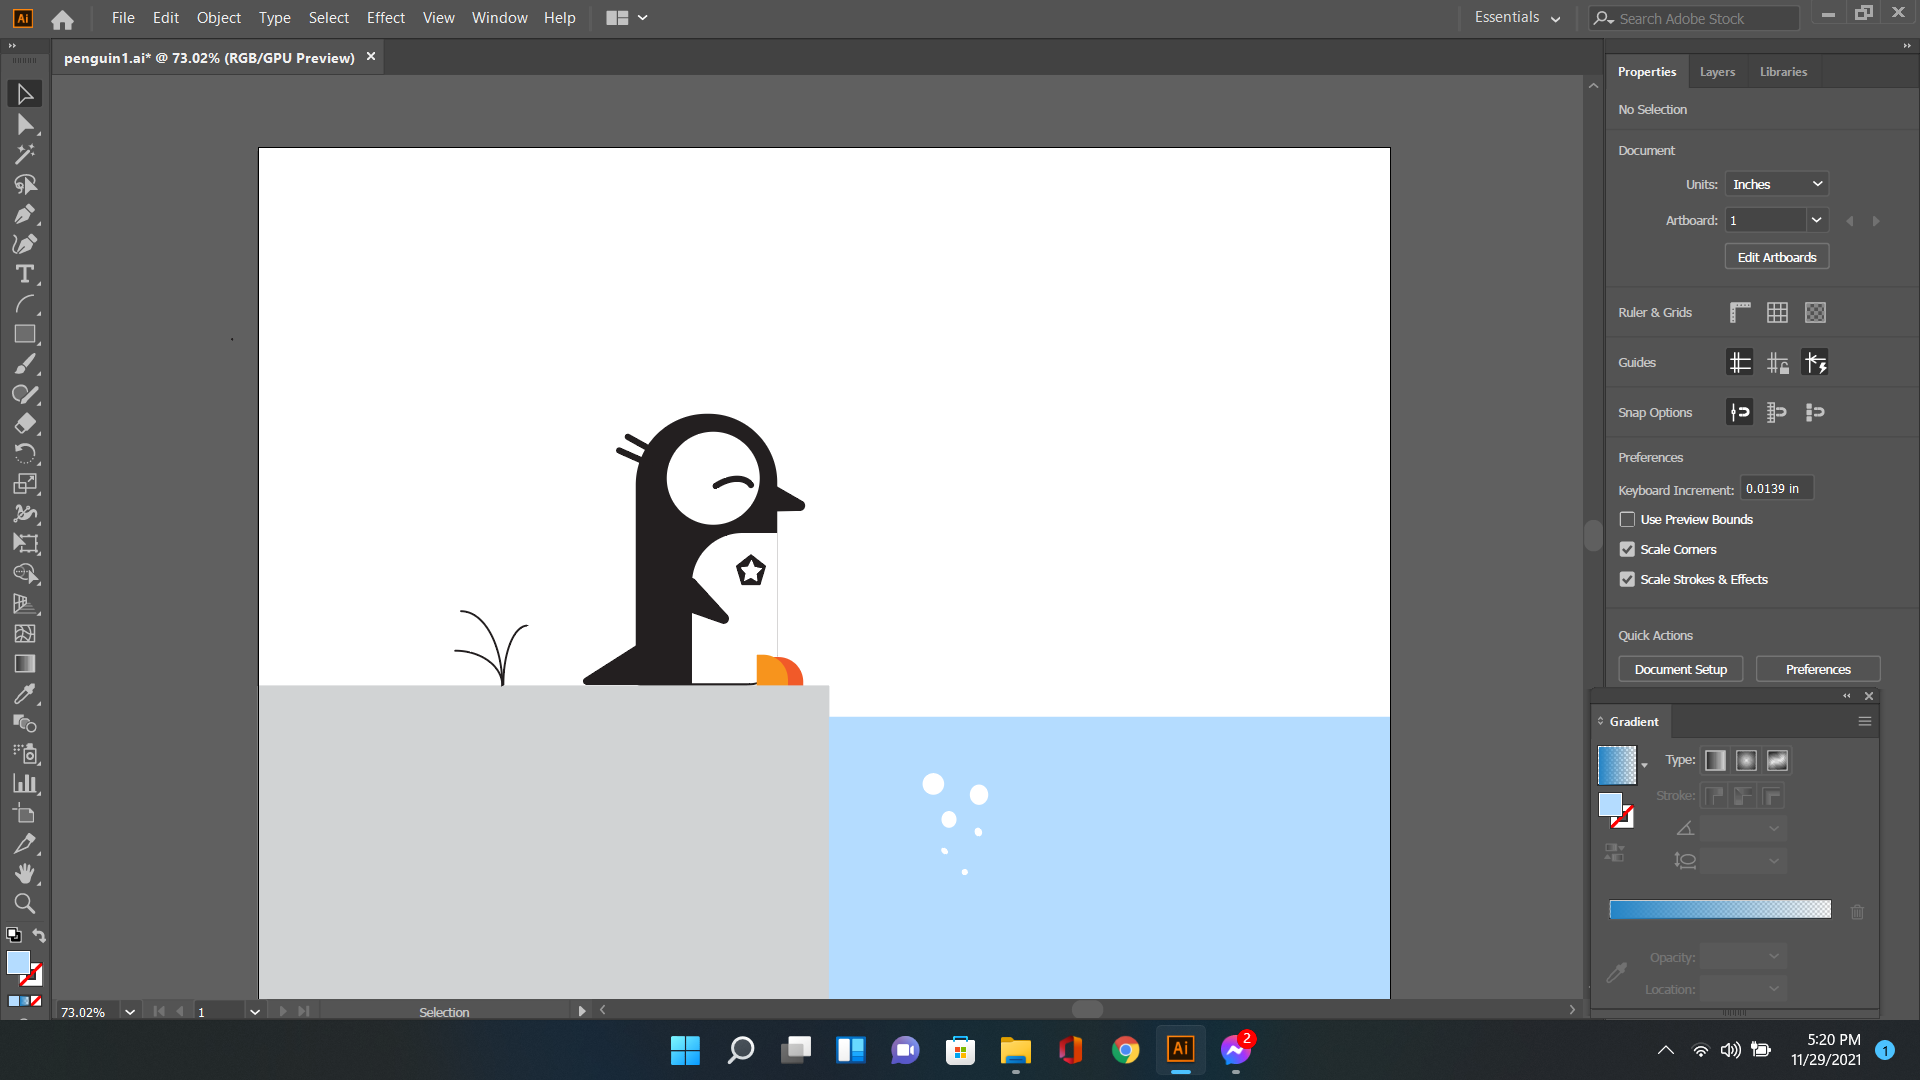 Ai File Edit Object Type Select Effect View Window Help Essentials Search Adobe Stock
penguin1.ai* @ 73.02% (RGB/GPU Preview)
Properties Layers Libraries
No Selection
Document
Units: Inches
Artboard: 1
Edit Artboards
Ruler & Grids
Guides
Snap Options
Preferences
Keyboard Increment: 0.0139 in
Use Preview Bounds
Scale Corners
Scale Strokes & Effects
Quick Actions
Document Setup Preferences
Gradient
Type:
Stroke:
Opacity:
Location:
73.02% 1 Selection
Ai 2 5:20 PM
11/29/2021 1